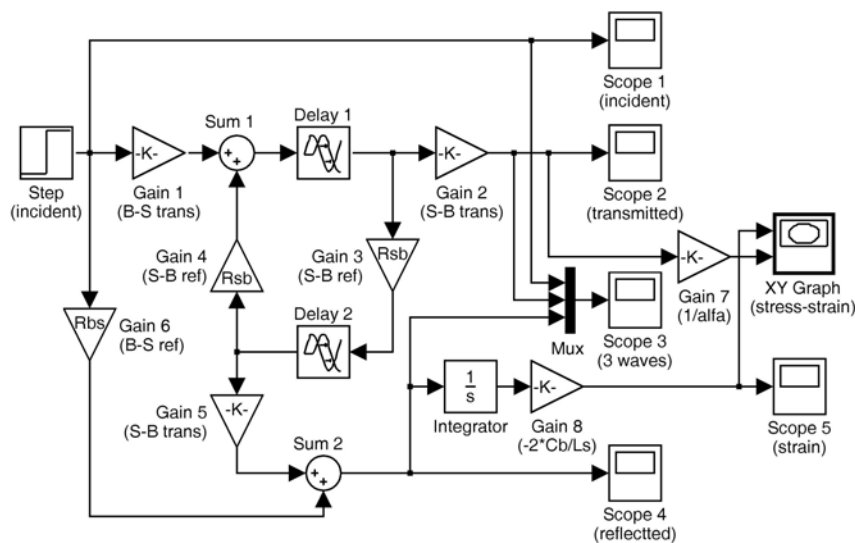 Scope 1
(incident)
Step
(incident)
-K-
Gain 1
(B-S trans)
Sum 1
+
+
Delay 1
-K-
Gain 2
(S-B trans)
Scope 2
(transmitted)
Gain 4
(S-B ref)
Rsb
Gain 3
(S-B ref)
Rsb
-K-
Gain 7
(1/alfa)
XY Graph
(stress-strain)
Rbs
Gain 6
(B-S ref)
Delay 2
Mux
Scope 3
(3 waves)
Gain 5
(S-B trans)
-K-
1
s
Integrator
-K-
Gain 8
(-2*Cb/Ls)
Scope 5
(strain)
Sum 2
+
+
Scope 4
(reflectted)